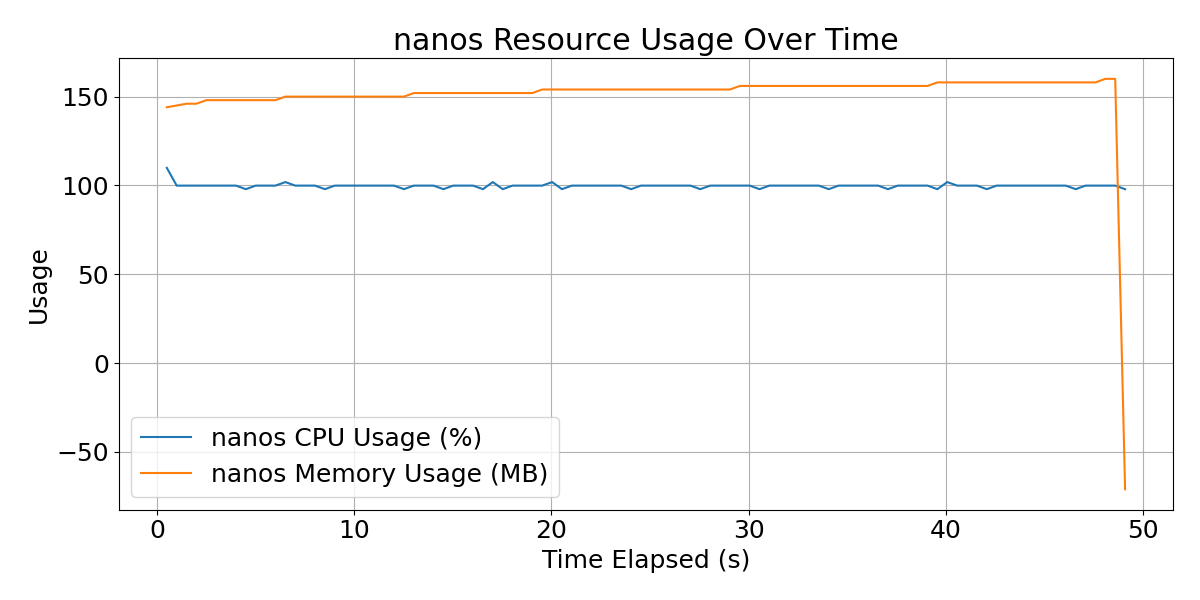 nanos Resource Usage Over Time
150
100
50
0
−50
Usage
nanos CPU Usage (%)
nanos Memory Usage (MB)
0 10 20 30 40 50
Time Elapsed (s)